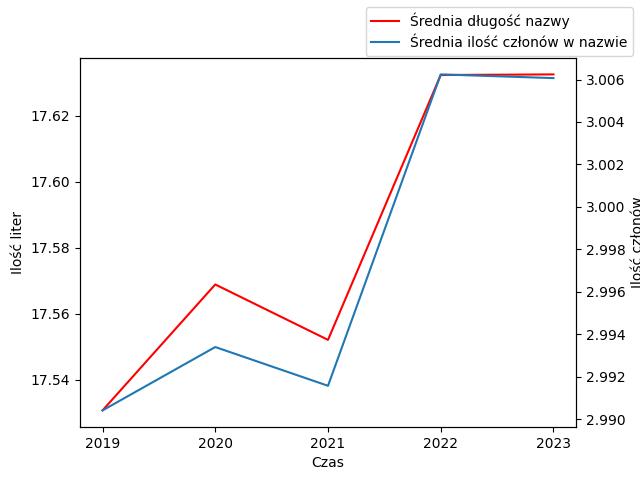 Średnia długość nazwy
Średnia ilość członów w nazwie
17.62
17.60
17.58
17.56
17.54
Ilość liter
3.006
3.004
3.002
3.000
2.998
2.996
2.994
2.992
2.990
Ilość członów
2019 2020 2021 2022 2023
Czas